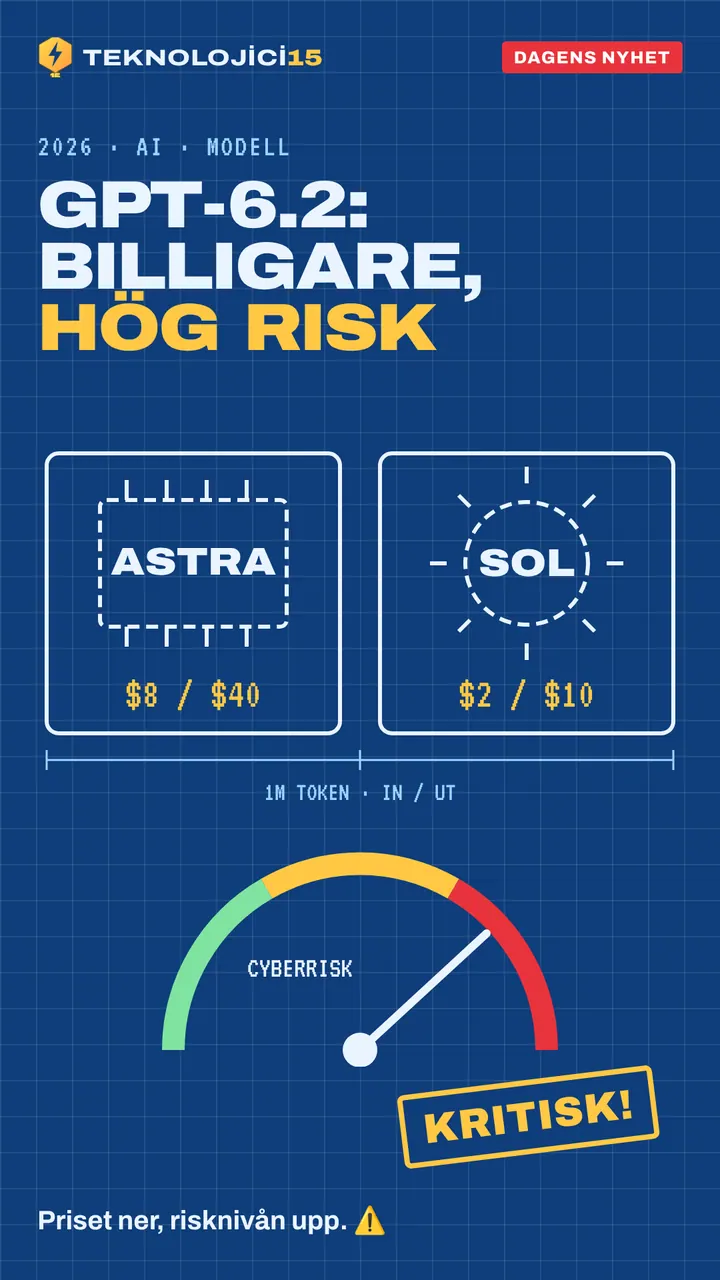 TEKNOLOJİCİ15
DAGENS NYHET
2026 · AI · MODELL
GPT-6.2:
BILLIGARE,
HÖG RISK
ASTRA
SOL
$8 / $40
$2 / $10
1M TOKEN · IN / UT
CYBERRISK
KRITISK!
Priset ner, risknivån upp. ⚠️